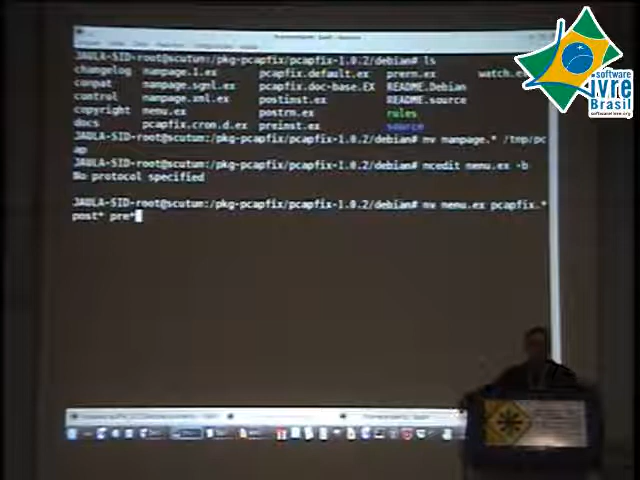 JAULA-SID-root@scutum:/pkg-pcapfix/pcapfix-1.0.2/debian# ls
changelog manpage.1.ex pcapfix.default.ex prerm.ex watch.ex
compat manpage.sgml.ex pcapfix.doc-base.EX README.Debian
control manpage.xml.ex postinst.ex README.source
copyright menu.ex postrm.ex rules
docs pcapfix.cron.d.ex preinst.ex source
JAULA-SID-root@scutum:/pkg-pcapfix/pcapfix-1.0.2/debian# mv manpage.* /tmp/pc
ap
JAULA-SID-root@scutum:/pkg-pcapfix/pcapfix-1.0.2/debian# mcedit menu.ex -b
No protocol specified
JAULA-SID-root@scutum:/pkg-pcapfix/pcapfix-1.0.2/debian# mv menu.ex pcapfix.*
post* pre*
software
livre
Brasil
softwarelivre.org